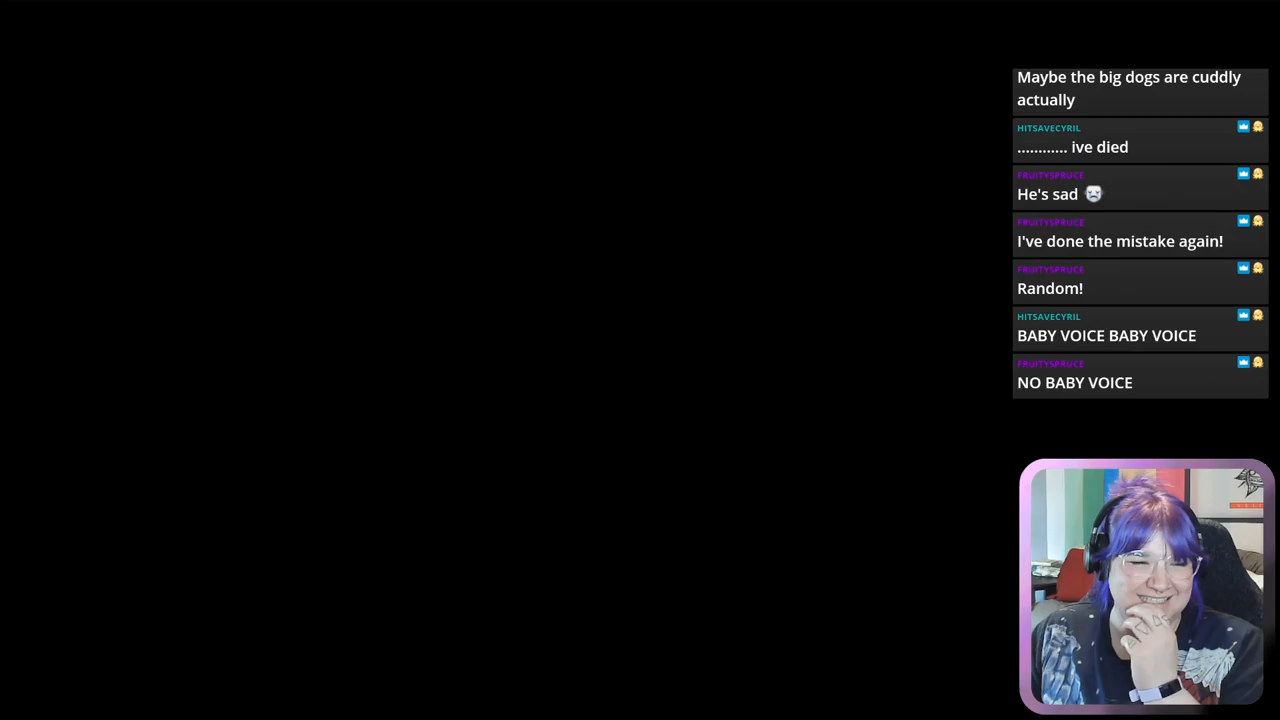 Maybe the big dogs are cuddly
actually
HITSAVECYRIL
............ ive died
FRUITYSPRUCE
He's sad
FRUITYSPRUCE
I've done the mistake again!
FRUITYSPRUCE
Random!
HITSAVECYRIL
BABY VOICE BABY VOICE
FRUITYSPRUCE
NO BABY VOICE